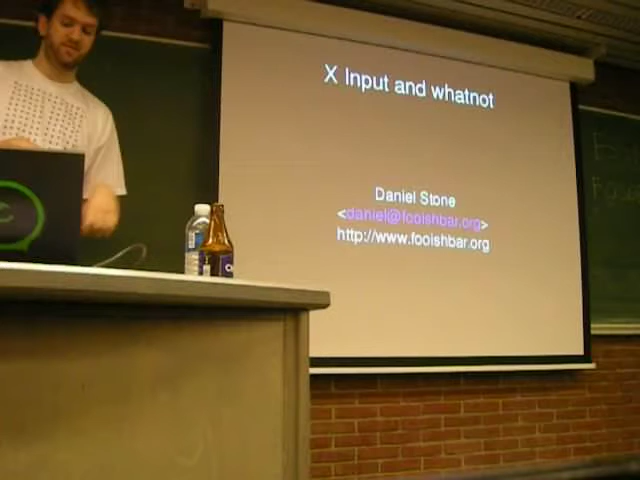 X Input and whatnot
Daniel Stone
<daniel@fooishbar.org>
http://www.fooishbar.org